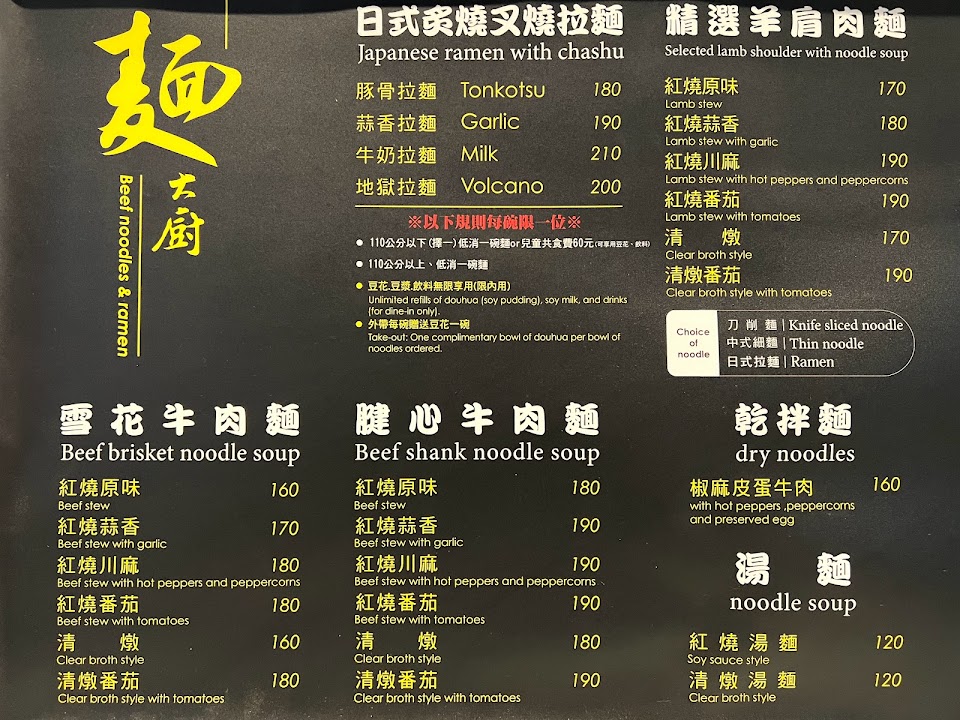 麵
大廚
Beef noodles & ramen
日式炙燒叉燒拉麵
Japanese ramen with chashu
豚骨拉麵 Tonkotsu 180
蒜香拉麵 Garlic 190
牛奶拉麵 Milk 210
地獄拉麵 Volcano 200
※以下規則每碗限一位※
● 110公分以下(擇一)低消一碗麵or兒童共食費60元(可享用豆花、飲料)
● 110公分以上、低消一碗麵
● 豆花.豆漿.飲料無限享用(限內用)
Unlimited refills of douhua (soy pudding), soy milk, and drinks
(for dine-in only).
● 外帶每碗贈送豆花一碗
Take-out: One complimentary bowl of douhua per bowl of
noodles ordered.
精選羊肩肉麵
Selected lamb shoulder with noodle soup
紅燒原味 170
Lamb stew
紅燒蒜香 180
Lamb stew with garlic
紅燒川麻 190
Lamb stew with hot peppers and peppercorns
紅燒番茄 190
Lamb stew with tomatoes
清燉 170
Clear broth style
清燉番茄 190
Clear broth style with tomatoes
Choice
of
noodle
刀削麵 | Knife sliced noodle
中式細麵 | Thin noodle
日式拉麵 | Ramen
雪花牛肉麵
Beef brisket noodle soup
紅燒原味 160
Beef stew
紅燒蒜香 170
Beef stew with garlic
紅燒川麻 180
Beef stew with hot peppers and peppercorns
紅燒番茄 180
Beef stew with tomatoes
清燉 160
Clear broth style
清燉番茄 180
Clear broth style with tomatoes
腱心牛肉麵
Beef shank noodle soup
紅燒原味 180
Beef stew
紅燒蒜香 190
Beef stew with garlic
紅燒川麻 190
Beef stew with hot peppers and peppercorns
紅燒番茄 190
Beef stew with tomatoes
清燉 180
Clear broth style
清燉番茄 190
Clear broth style with tomatoes
乾拌麵
dry noodles
椒麻皮蛋牛肉 160
with hot peppers ,peppercorns
and preserved egg
湯麵
noodle soup
紅燒湯麵 120
Soy sauce style
清燉湯麵 120
Clear broth style